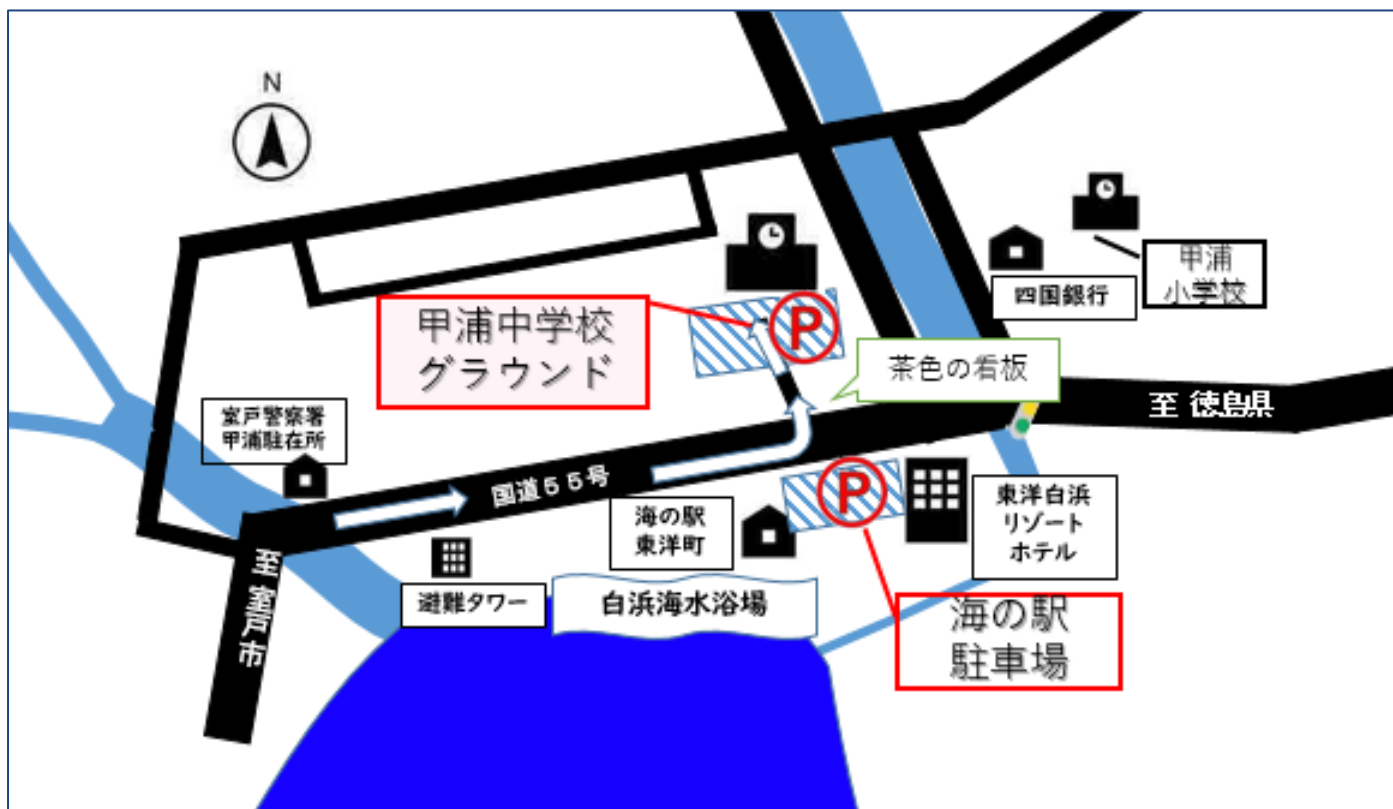 N
甲浦
小学校
四国銀行
甲浦中学校
グラウンド
茶色の看板
至 徳島県
室戸警察署
甲浦駐在所
P
国道55号
P
海の駅
東洋町
東洋白浜
リゾート
ホテル
至 室戸市
避難タワー
白浜海水浴場
海の駅
駐車場